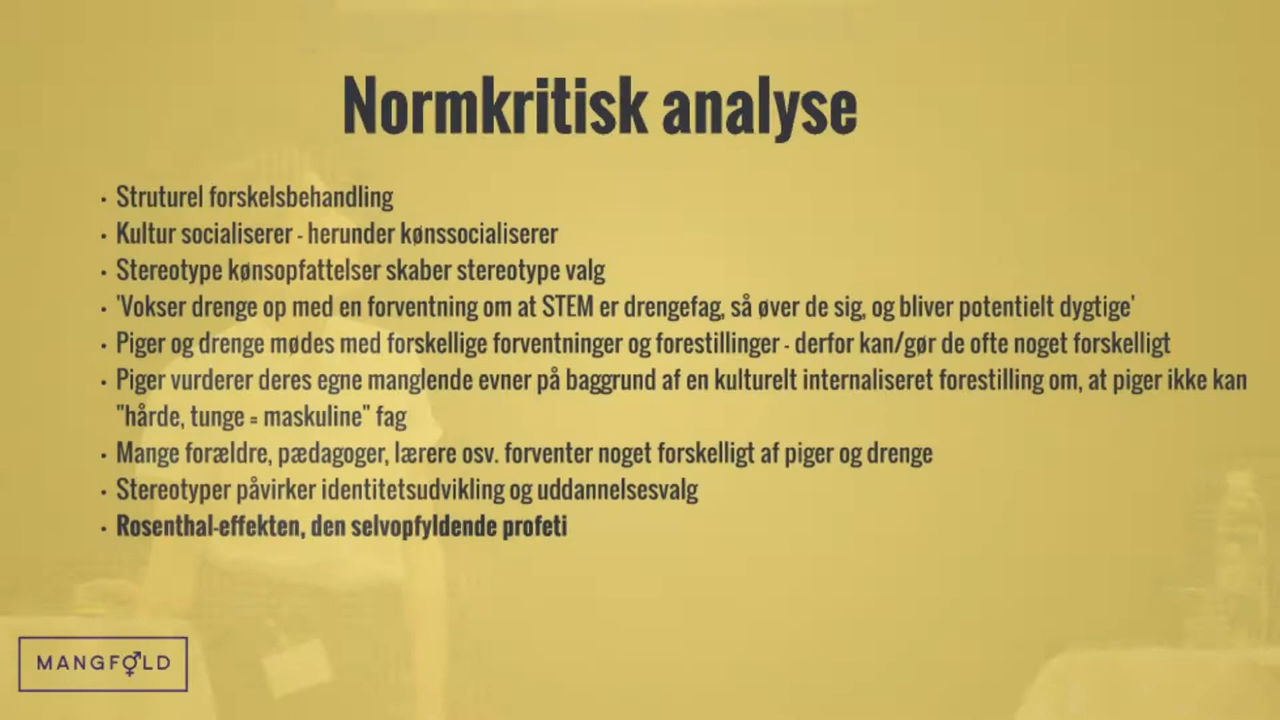 Normkritisk analyse
• Struturel forskelsbehandling
• Kultur socialiserer - herunder kønssocialiserer
• Stereotype kønsopfattelser skaber stereotype valg
• 'Vokser drenge op med en forventning om at STEM er drengefag, så øver de sig, og bliver potentielt dygtige'
• Piger og drenge mødes med forskellige forventninger og forestillinger - derfor kan/gør de ofte noget forskelligt
• Piger vurderer deres egne manglende evner på baggrund af en kulturelt internaliseret forestilling om, at piger ikke kan
"hårde, tunge = maskuline" fag
• Mange forældre, pædagoger, lærere osv. forventer noget forskelligt af piger og drenge
• Stereotyper påvirker identitetsudvikling og uddannelsesvalg
• Rosenthal-effekten, den selvopfyldende profeti
MANGFOLD